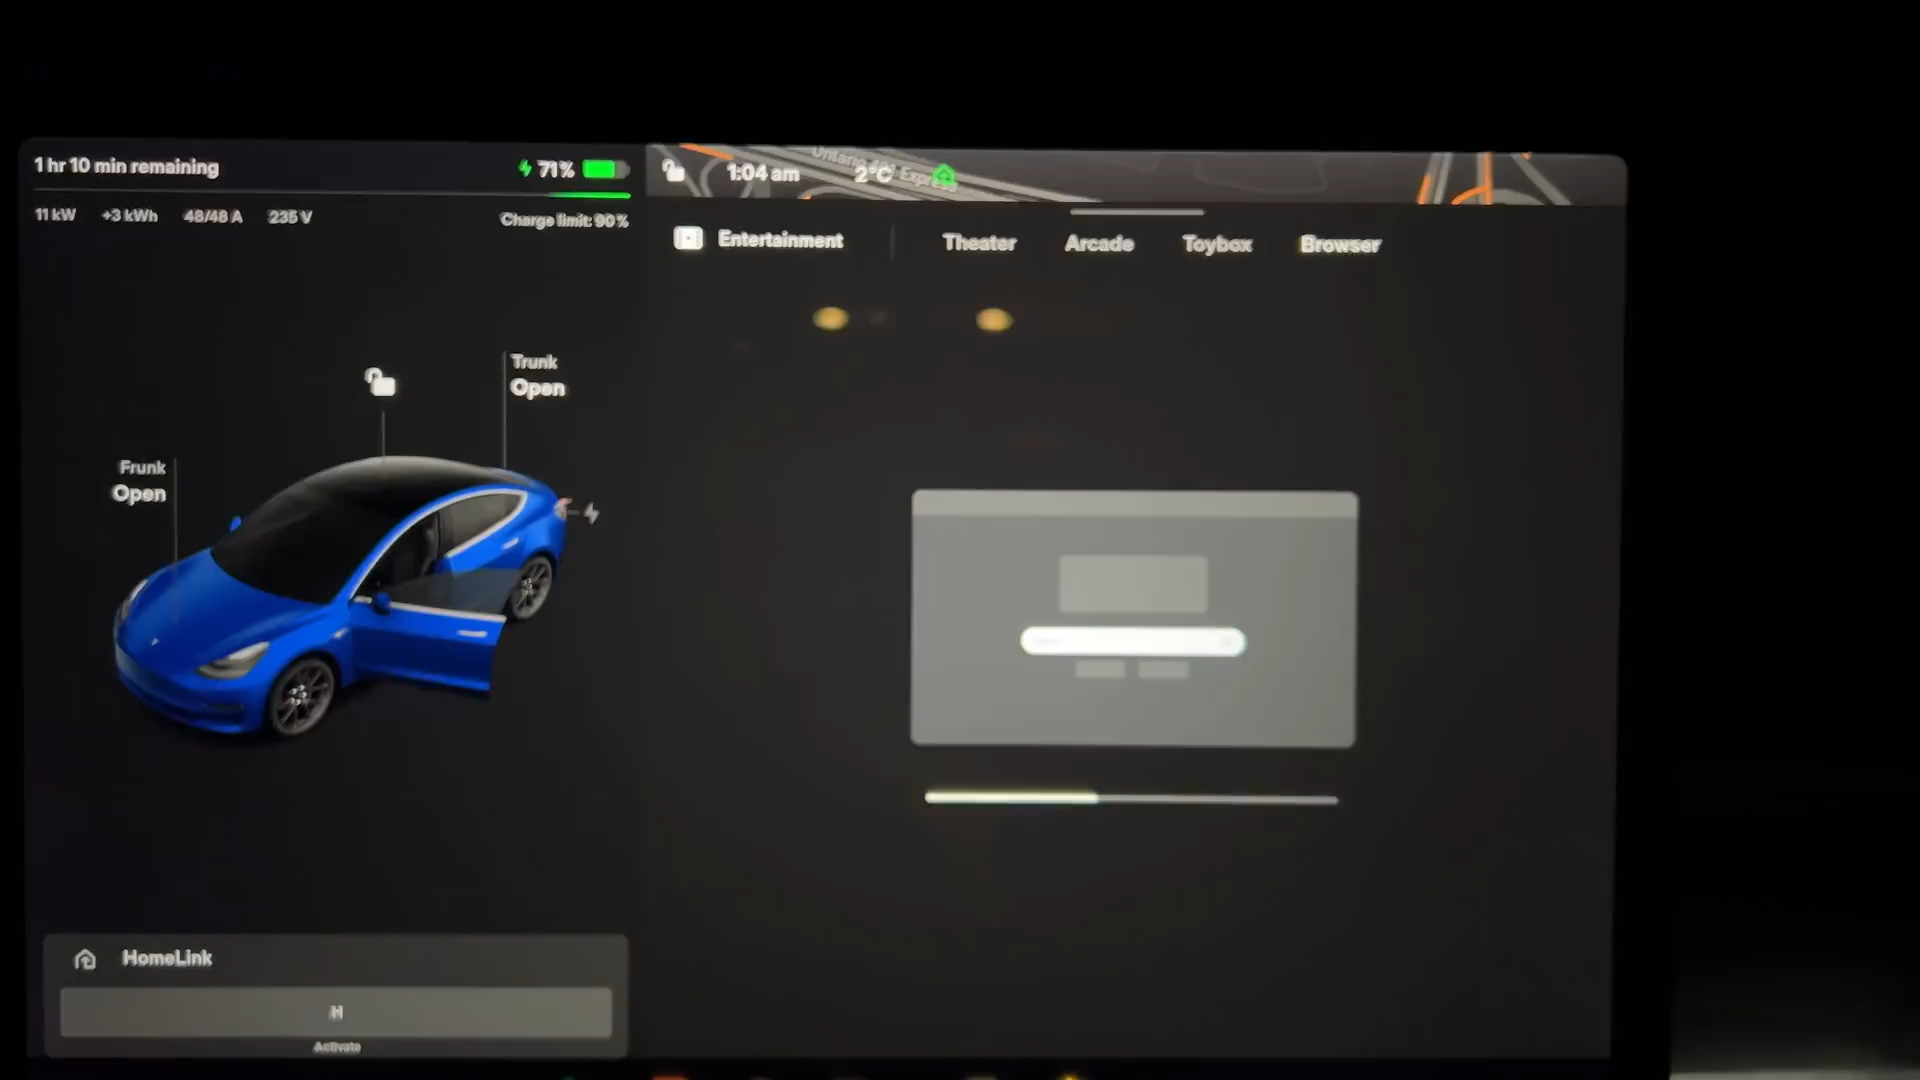 1 hr 10 min remaining
71%
11 kW +3 kWh 48/48 A 235 V
Charge limit: 90%
Trunk
Open
Frunk
Open
HomeLink
H
Activate
1:04 am
2°C
Express
Entertainment
Theater
Arcade
Toybox
Browser